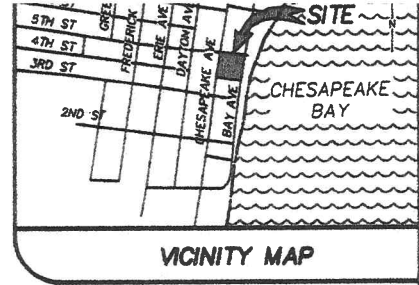 SITE
5TH ST
4TH ST
3RD ST
2ND ST
FREDERICK
ERIE AVE
DAYTON AV
CHESAPEAKE AVE
BAY AVE
CHESAPEAKE
BAY
N
VICINITY MAP